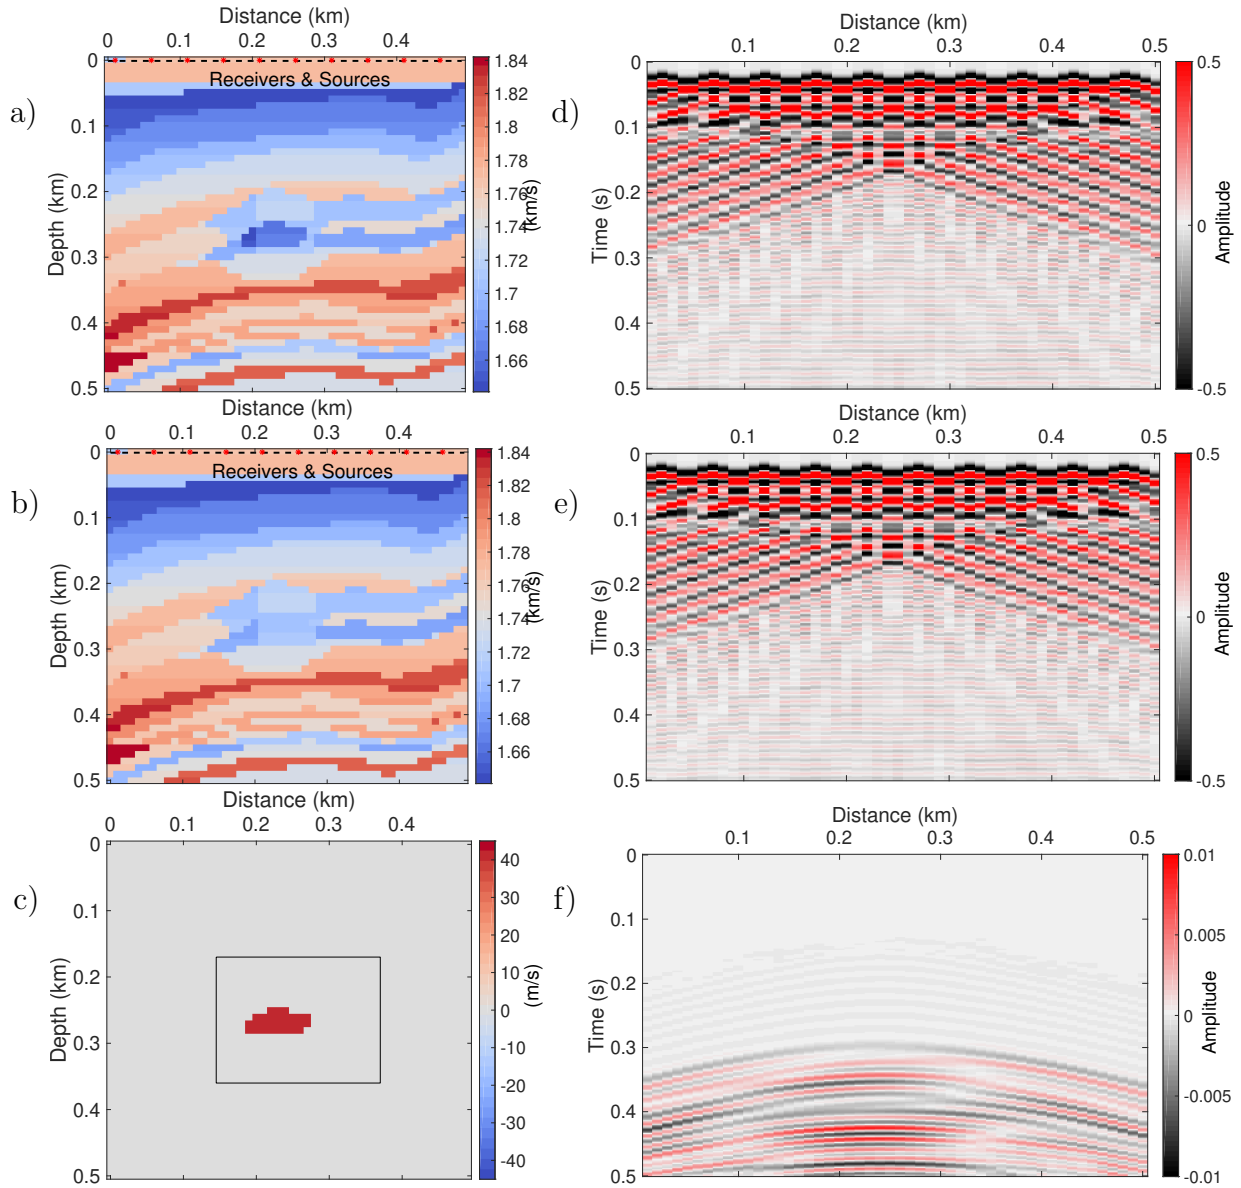 a)
Distance (km)
0 0.1 0.2 0.3 0.4
Receivers & Sources
Depth (km)
0
0.1
0.2
0.3
0.4
0.5
1.84
1.82
1.8
1.78
1.76
1.74
1.72
1.7
1.68
1.66
(km/s)
d)
Distance (km)
0.1 0.2 0.3 0.4 0.5
Time (s)
0
0.1
0.2
0.3
0.4
0.5
0.5
0
-0.5
Amplitude
b)
Distance (km)
0 0.1 0.2 0.3 0.4
Receivers & Sources
Depth (km)
0
0.1
0.2
0.3
0.4
0.5
1.84
1.82
1.8
1.78
1.76
1.74
1.72
1.7
1.68
1.66
(km/s)
e)
Distance (km)
0.1 0.2 0.3 0.4 0.5
Time (s)
0
0.1
0.2
0.3
0.4
0.5
0.5
0
-0.5
Amplitude
c)
Distance (km)
0 0.1 0.2 0.3 0.4
Depth (km)
0
0.1
0.2
0.3
0.4
0.5
40
30
20
10
0
-10
-20
-30
-40
(m/s)
f)
Distance (km)
0.1 0.2 0.3 0.4 0.5
Time (s)
0
0.1
0.2
0.3
0.4
0.5
0.01
0.005
0
-0.005
-0.01
Amplitude